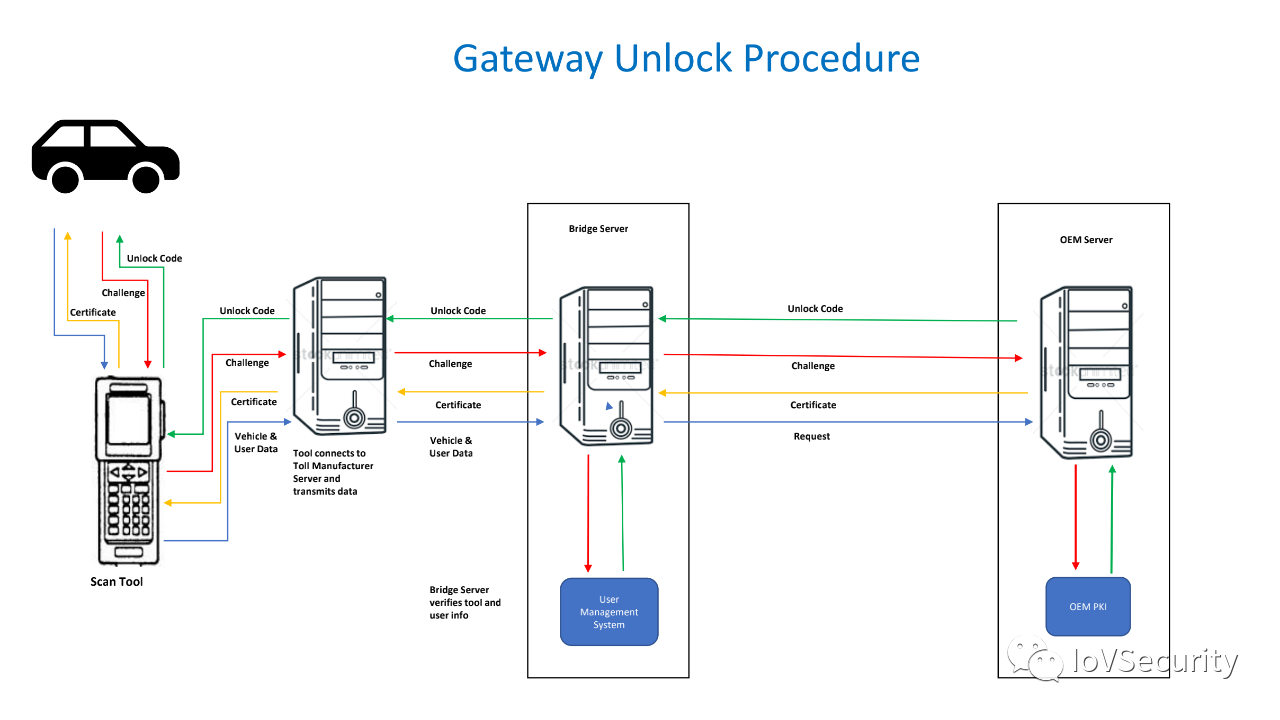 Gateway Unlock Procedure
Bridge Server
OEM Server
Unlock Code
Challenge
Certificate
Unlock Code
Unlock Code
Unlock Code
Challenge
Challenge
Challenge
Certificate
Certificate
Certificate
Vehicle &
User Data
Vehicle &
User Data
Request
Tool connects to
Toll Manufacturer
Server and
transmits data
Scan Tool
Bridge Server
verifies tool and
user info
User
Management
System
OEM PKI
IoVSecurity